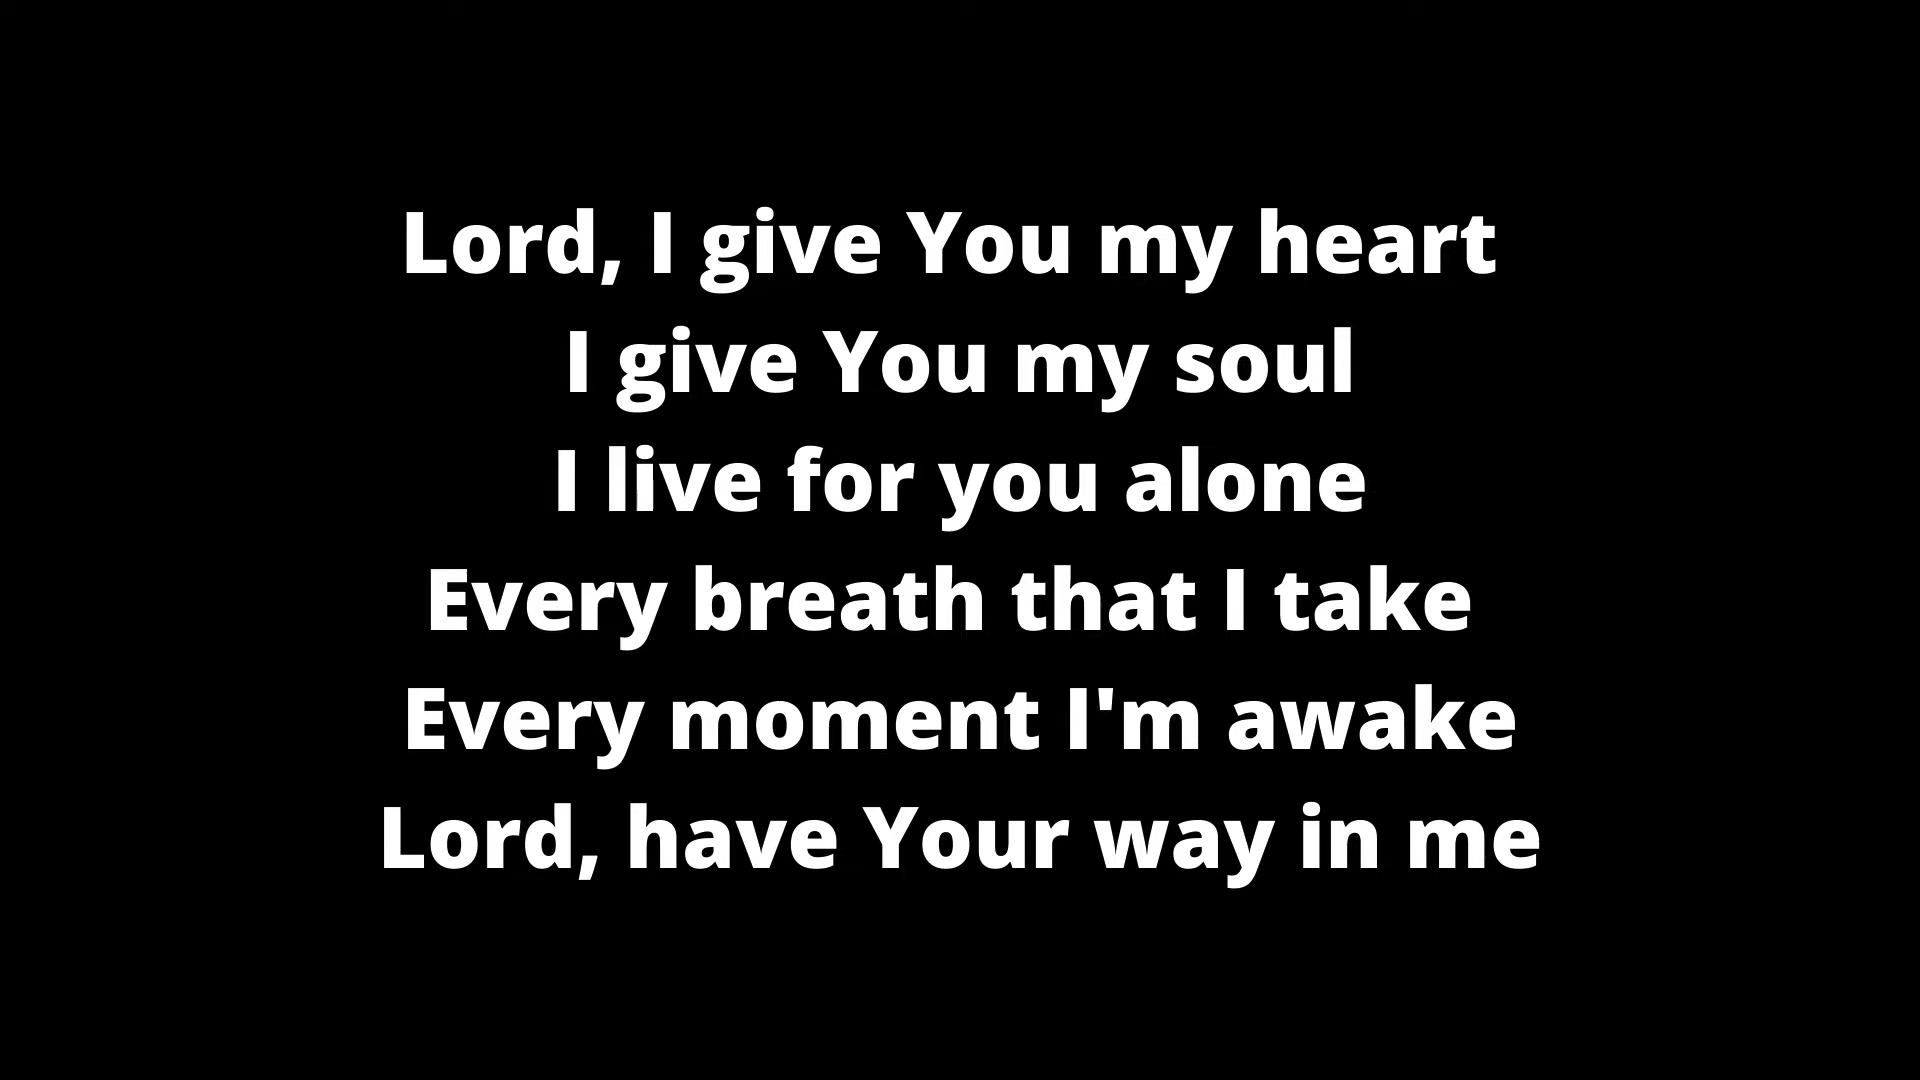 Lord, I give You my heart
I give You my soul
I live for you alone
Every breath that I take
Every moment I'm awake
Lord, have Your way in me